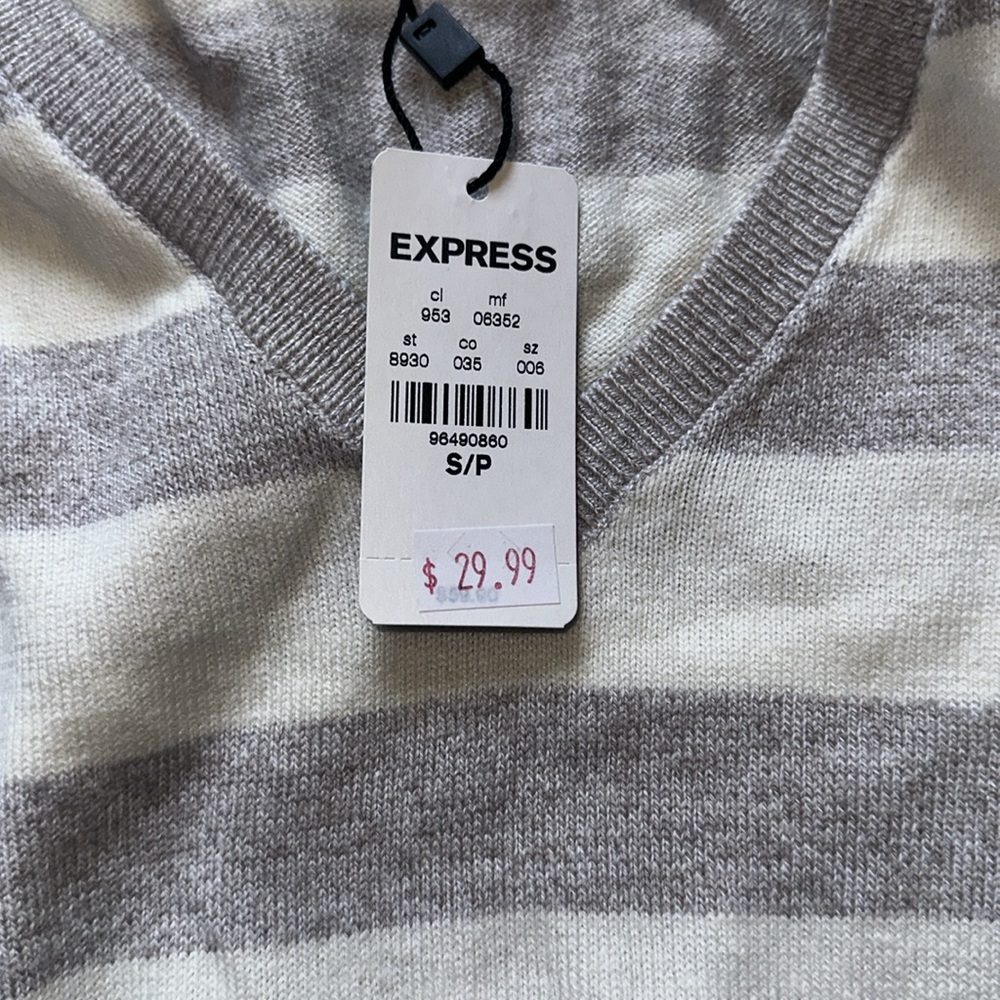 EXPRESS
cl mf
953 06352
st co sz
8930 035 006
96490860
S/P
$ 29.99